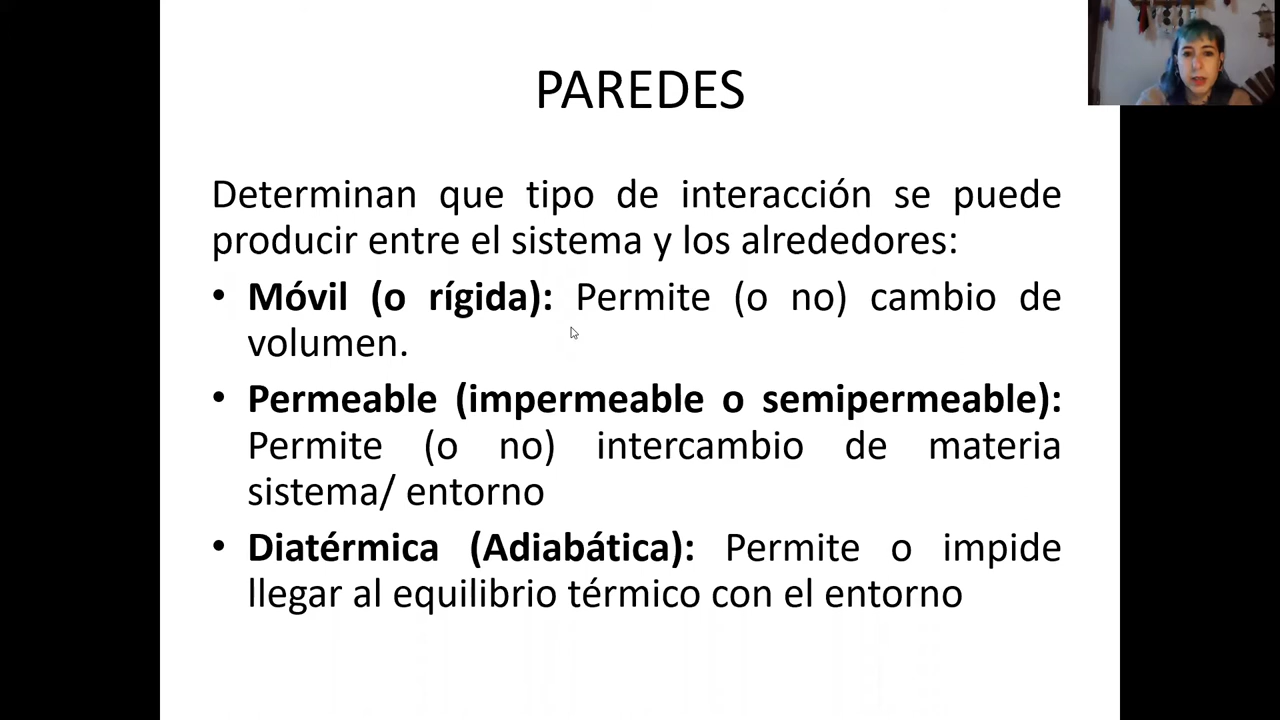 PAREDES
Determinan que tipo de interacción se puede
producir entre el sistema y los alrededores:
• Móvil (o rígida): Permite (o no) cambio de
volumen.
• Permeable (impermeable o semipermeable):
Permite (o no) intercambio de materia
sistema/ entorno
• Diatérmica (Adiabática): Permite o impide
llegar al equilibrio térmico con el entorno